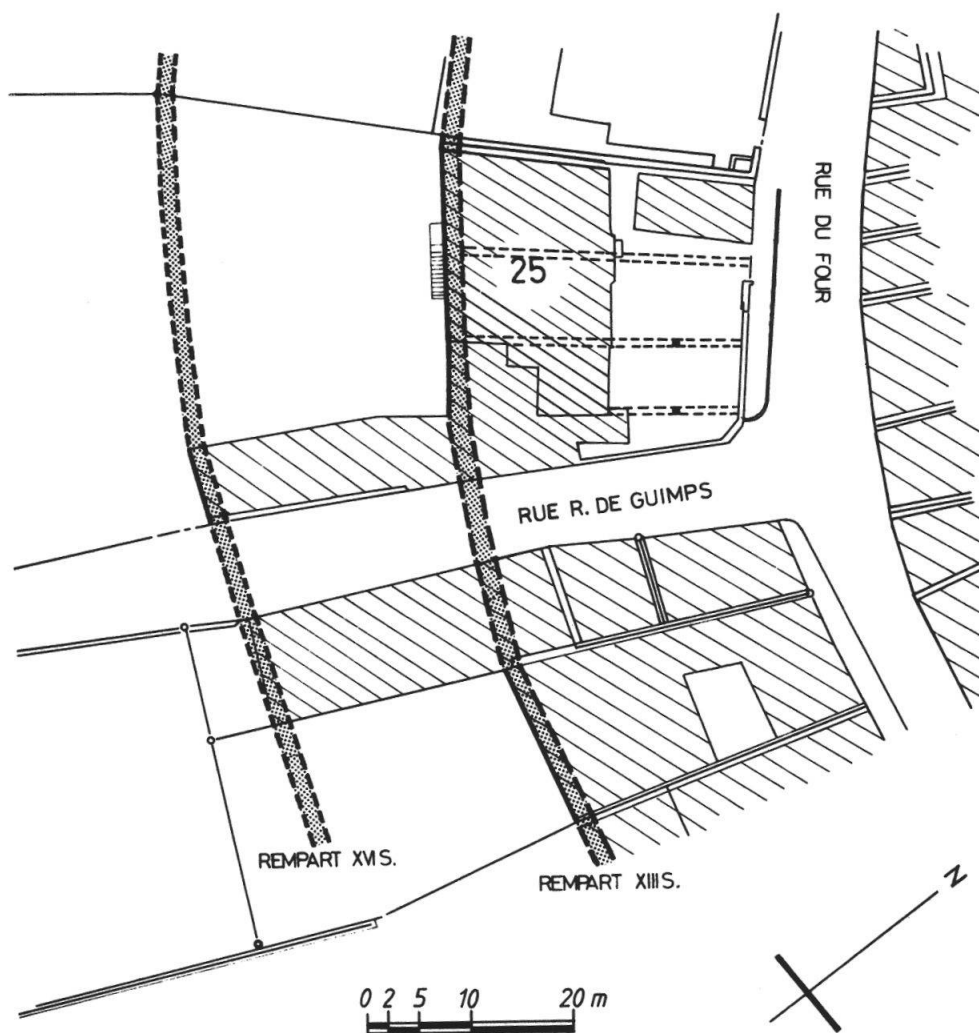 RUE DU FOUR
25
RUE R. DE GUIMPS
REMPART XVI S.
REMPART XIII S.
N
0 2 5 10 20 m